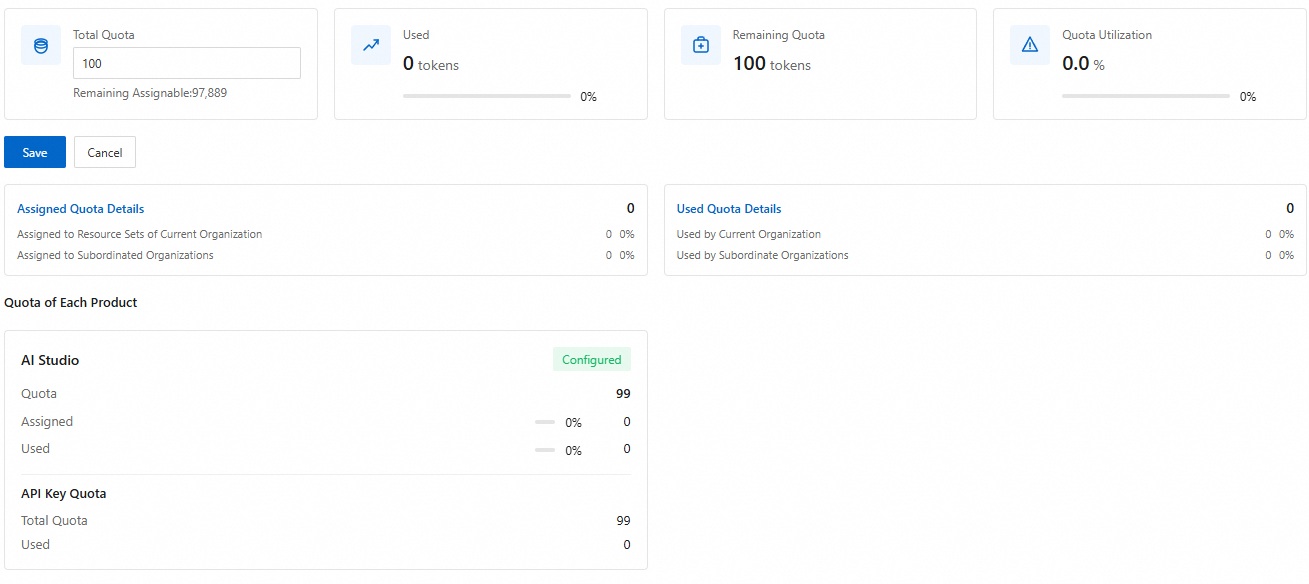 Total Quota
100
Remaining Assignable:97,889
Used
0 tokens
0%
Remaining Quota
100 tokens
Quota Utilization
0.0 %
0%
Save
Cancel
Assigned Quota Details 0
Assigned to Resource Sets of Current Organization 0 0%
Assigned to Subordinated Organizations 0 0%
Used Quota Details 0
Used by Current Organization 0 0%
Used by Subordinate Organizations 0 0%
Quota of Each Product
AI Studio Configured
Quota 99
Assigned 0% 0
Used 0% 0
API Key Quota
Total Quota 99
Used 0